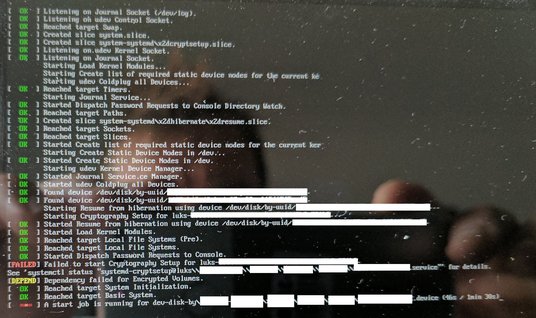 [ OK ] Listening on Journal Socket (/dev/log).
[ OK ] Listening on udev Control Socket.
[ OK ] Reached target Swap.
[ OK ] Created slice system.slice.
[ OK ] Created slice system-systemd\x2dcryptsetup.slice.
[ OK ] Listening on udev Kernel Socket.
[ OK ] Listening on Journal Socket.
Starting Load Kernel Modules...
Starting Create list of required static device nodes for the current ke
Starting udev Coldplug all Devices...
[ OK ] Reached target Timers.
Starting Journal Service...
[ OK ] Started Dispatch Password Requests to Console Directory Watch.
[ OK ] Reached target Paths.
[ OK ] Created slice system-systemd\x2dhibernate\x2dresume.slice.
[ OK ] Reached target Sockets.
[ OK ] Reached target Slices.
[ OK ] Started Create list of required static device nodes for the current ker
Starting Create Static Device Nodes in /dev...
[ OK ] Started Create Static Device Nodes in /dev.
Starting udev Kernel Device Manager...
[ OK ] Started Journal Service.
[ OK ] Started udev Coldplug all Devices.
[ OK ] Found device /dev/disk/by-uuid/
[ OK ] Found device /dev/disk/by-uuid/
Starting Resume from hibernation using device /dev/disk/by-uuid/
Starting Cryptography Setup for luks-
[ OK ] Started Resume from hibernation using device /dev/disk/by-uuid/
[ OK ] Started Load Kernel Modules.
[ OK ] Reached target Local File Systems (Pre).
[ OK ] Reached target Local File Systems.
[ OK ] Started Dispatch Password Requests to Console.
[FAILED] Failed to start Cryptography Setup for luks-
See 'systemctl status "systemd-cryptsetup@luks\ .service"' for details.
[DEPEND] Dependency failed for Encrypted Volumes.
[ OK ] Reached target System Initialization.
[ OK ] Reached target Basic System.
A start job is running for dev-disk-by\ .device (46s / 1min 30s)